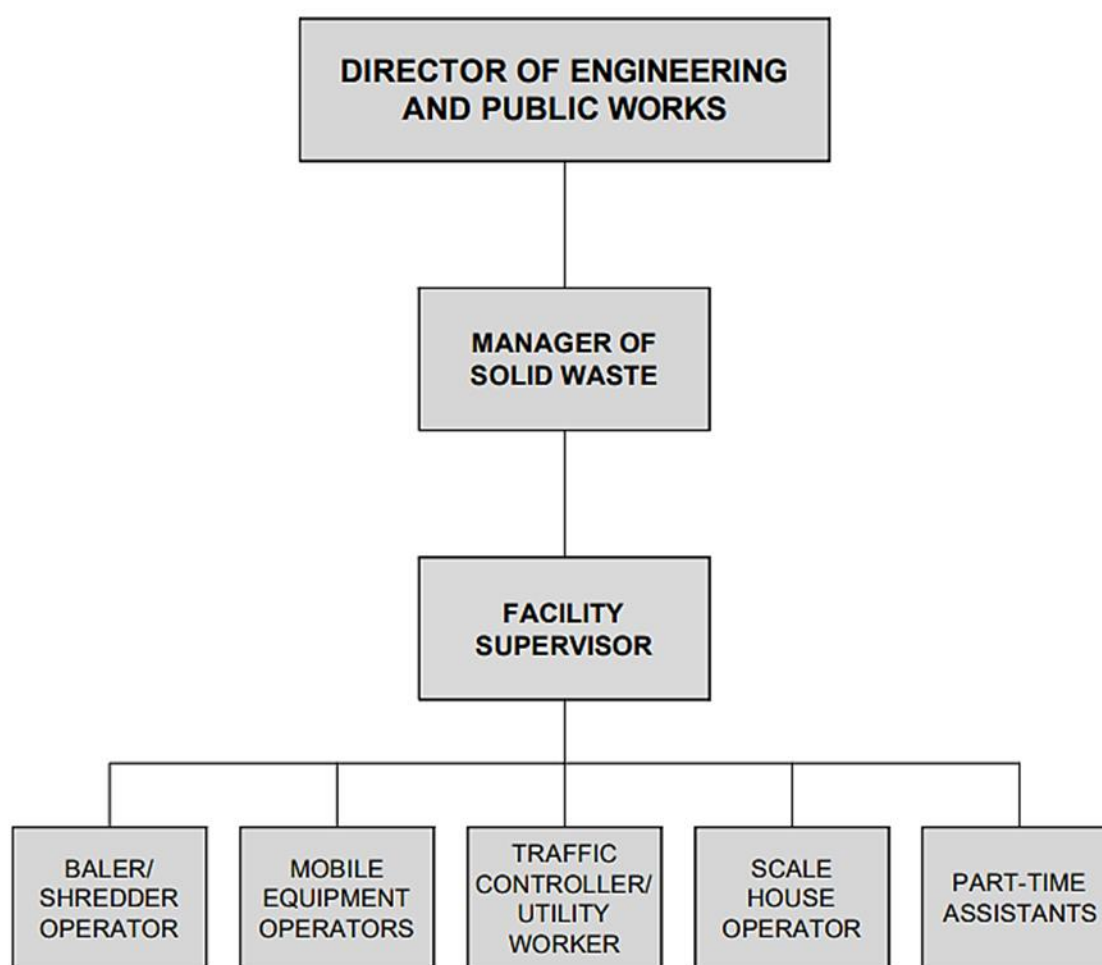 DIRECTOR OF ENGINEERING
AND PUBLIC WORKS
MANAGER OF
SOLID WASTE
FACILITY
SUPERVISOR
BALER/
SHREDDER
OPERATOR
MOBILE
EQUIPMENT
OPERATORS
TRAFFIC
CONTROLLER/
UTILITY
WORKER
SCALE
HOUSE
OPERATOR
PART-TIME
ASSISTANTS